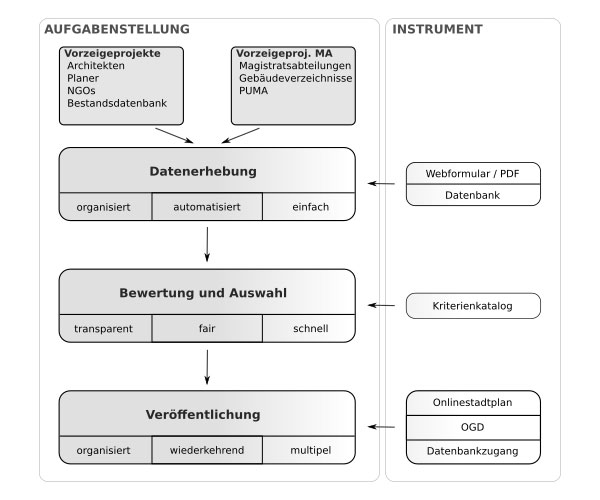 AUFGABENSTELLUNG
INSTRUMENT
Vorzeigeprojekte
Architekten
Planer
NGOs
Bestandsdatenbank
Vorzeigeproj. MA
Magistratsabteilungen
Gebäudeverzeichnisse
PUMA
Datenerhebung
organisiert
automatisiert
einfach
Webformular / PDF
Datenbank
Bewertung und Auswahl
transparent
fair
schnell
Kriterienkatalog
Veröffentlichung
organisiert
wiederkehrend
multipel
Onlinestadtplan
OGD
Datenbankzugang